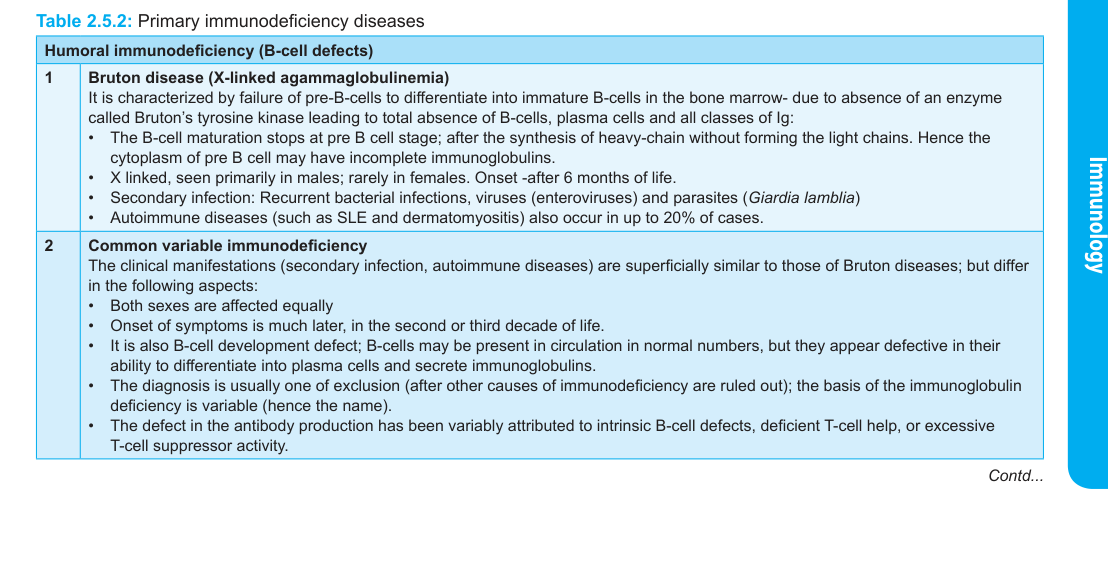 Table 2.5.2: Primary immunodeficiency diseases
Humoral immunodeficiency (B-cell defects)
1 Bruton disease (X-linked agammaglobulinemia)
It is characterized by failure of pre-B-cells to differentiate into immature B-cells in the bone marrow- due to absence of an enzyme
called Bruton's tyrosine kinase leading to total absence of B-cells, plasma cells and all classes of Ig:
• The B-cell maturation stops at pre B cell stage; after the synthesis of heavy-chain without forming the light chains. Hence the
cytoplasm of pre B cell may have incomplete immunoglobulins.
• X linked, seen primarily in males; rarely in females. Onset -after 6 months of life.
• Secondary infection: Recurrent bacterial infections, viruses (enteroviruses) and parasites (Giardia lamblia)
• Autoimmune diseases (such as SLE and dermatomyositis) also occur in up to 20% of cases.
2 Common variable immunodeficiency
The clinical manifestations (secondary infection, autoimmune diseases) are superficially similar to those of Bruton diseases; but differ
in the following aspects:
• Both sexes are affected equally
• Onset of symptoms is much later, in the second or third decade of life.
• It is also B-cell development defect; B-cells may be present in circulation in normal numbers, but they appear defective in their
ability to differentiate into plasma cells and secrete immunoglobulins.
• The diagnosis is usually one of exclusion (after other causes of immunodeficiency are ruled out); the basis of the immunoglobulin
deficiency is variable (hence the name).
• The defect in the antibody production has been variably attributed to intrinsic B-cell defects, deficient T-cell help, or excessive
T-cell suppressor activity.
Contd...
Immunology